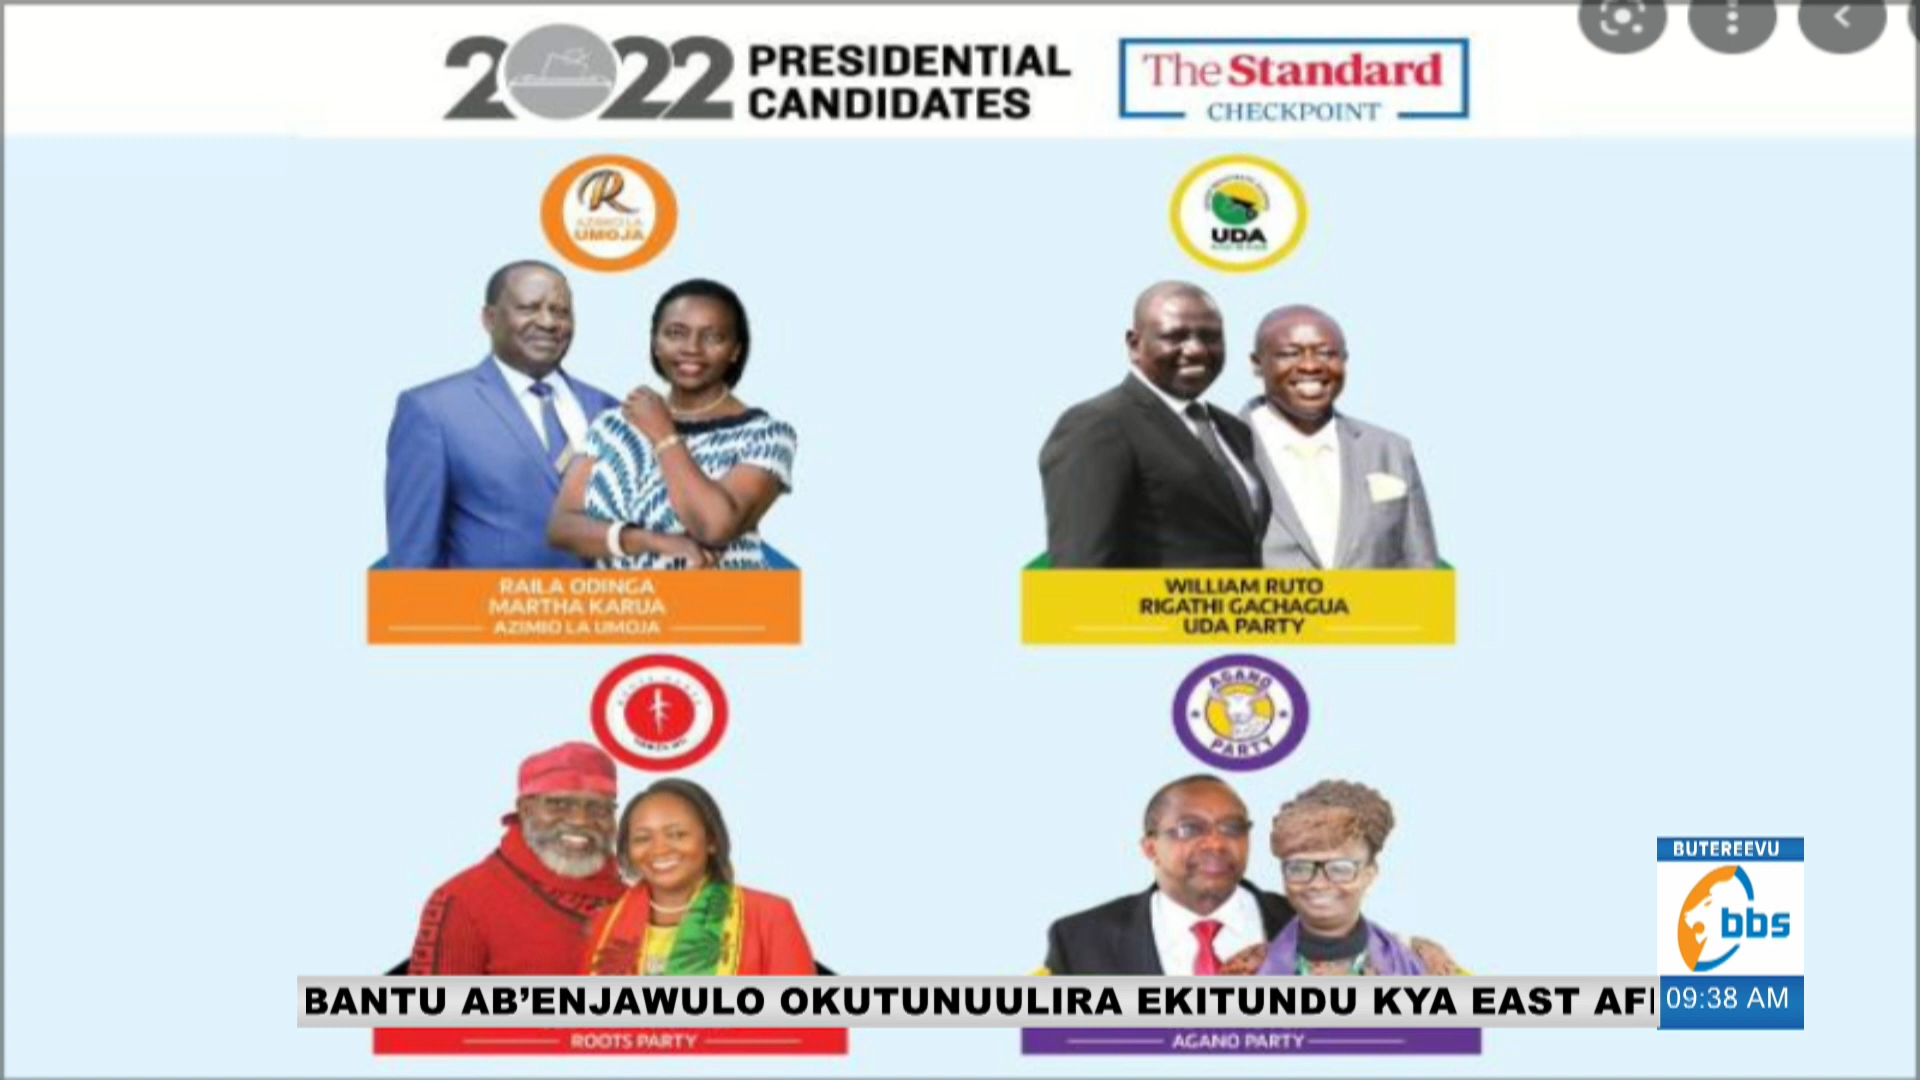 2022 PRESIDENTIAL
CANDIDATES
The Standard
CHECKPOINT
AZIMIO LA
UMOJA
UDA
RAILA ODINGA
MARTHA KARUA
AZIMIO LA UMOJA
WILLIAM RUTO
RIGATHI GACHAGUA
UDA PARTY
AGANO
PARTY
BUTEREEVU
bbs
BANTU AB’ENJAWULO OKUTUNUULIRA EKITUNDU KYA EAST
09:38 AM
ROOTS PARTY
AGANO PARTY